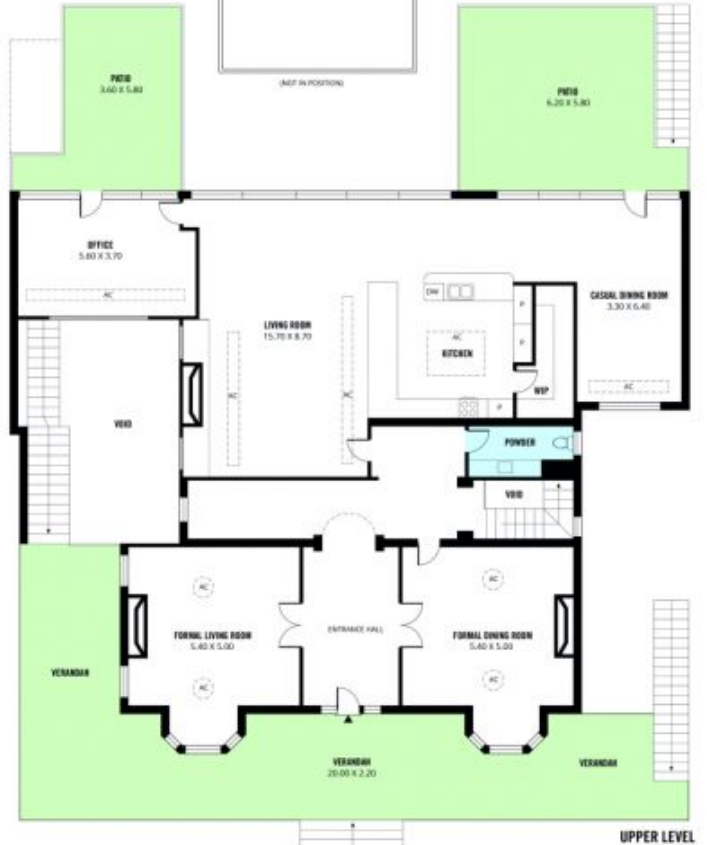 (NOT IN POSITION)
PATIO
3.60 X 5.80
PATIO
6.20 X 5.80
OFFICE
5.60 X 3.70
AC
LIVING ROOM
15.70 X 8.70
AC
AC
DW
AC
KITCHEN
P
P
P
WIP
CASUAL DINING ROOM
3.30 X 6.40
AC
VOID
POWDER
VOID
AC
FORMAL LIVING ROOM
5.40 X 5.00
AC
ENTRANCE HALL
AC
FORMAL DINING ROOM
5.40 X 5.00
AC
VERANDAH
VERANDAH
20.00 X 2.20
VERANDAH
UPPER LEVEL